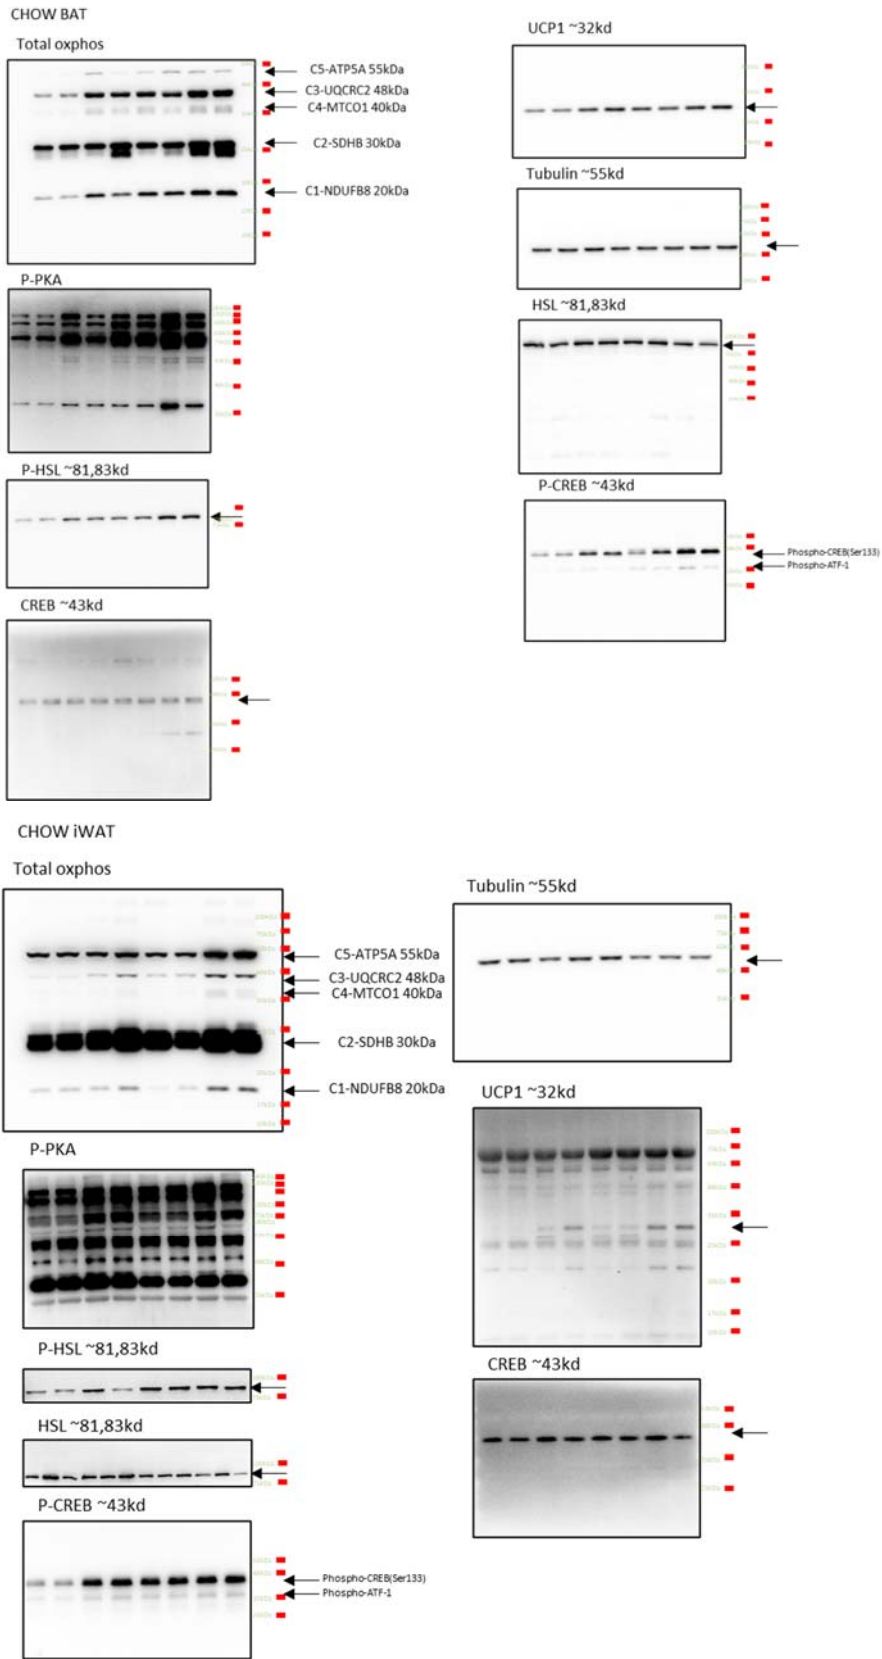 CHOW BAT
Total oxphos
C5-ATP5A 55kDa
C3-UQCRC2 48kDa
C4-MTCO1 40kDa
C2-SDHB 30kDa
C1-NDUFB8 20kDa
UCP1 ~32kd
Tubulin ~55kd
P-PKA
HSL ~81,83kd
P-HSL ~81,83kd
P-CREB ~43kd
Phospho-CREB(Ser133)
Phospho-ATF-1
CREB ~43kd
CHOW iWAT
Total oxphos
C5-ATP5A 55kDa
C3-UQCRC2 48kDa
C4-MTCO1 40kDa
C2-SDHB 30kDa
C1-NDUFB8 20kDa
Tubulin ~55kd
UCP1 ~32kd
P-PKA
P-HSL ~81,83kd
CREB ~43kd
HSL ~81,83kd
P-CREB ~43kd
Phospho-CREB(Ser133)
Phospho-ATF-1